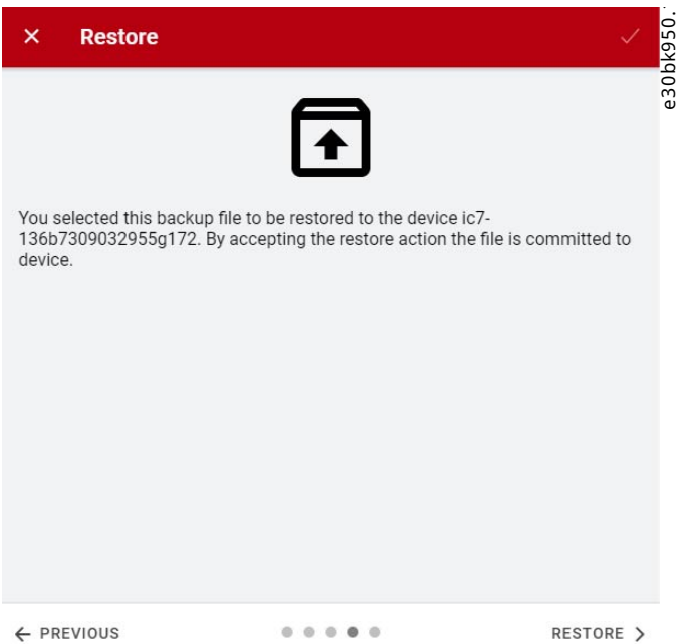 Restore
You selected this backup file to be restored to the device ic7-
136b7309032955g172. By accepting the restore action the file is committed to
device.
PREVIOUS
RESTORE
e30bk950.